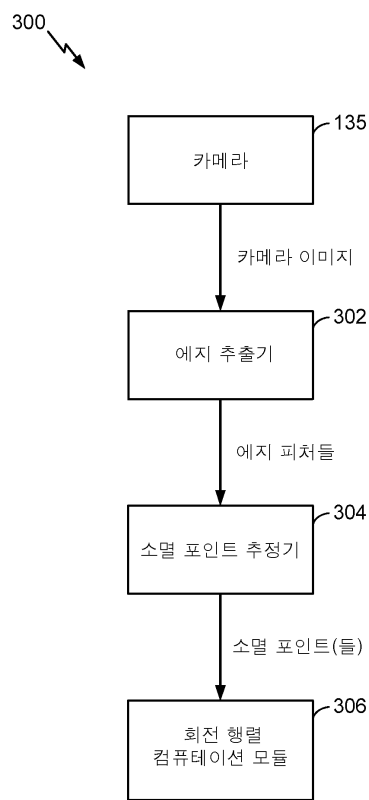 300
135
카메라
카메라 이미지
302
에지 추출기
에지 피처들
304
소멸 포인트 추정기
소멸 포인트(들)
306
회전 행렬
컴퓨테이션 모듈